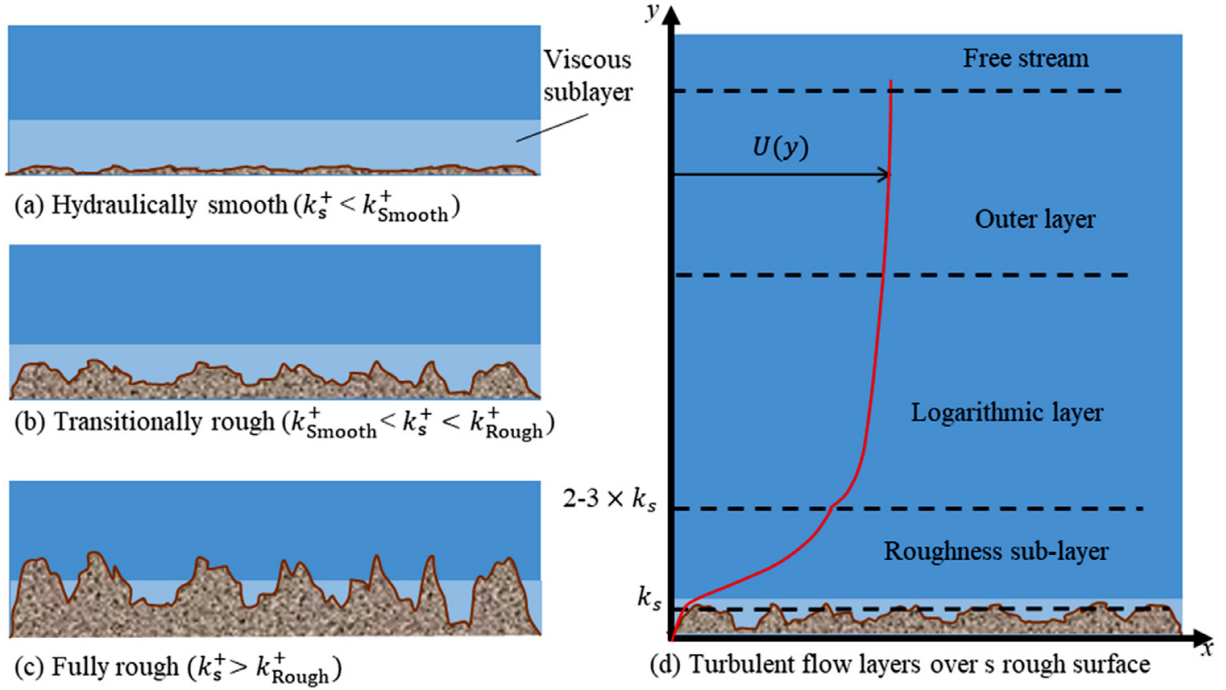 Viscous
sublayer
(a) Hydraulically smooth (k_s^+ < k_Smooth^+)
(b) Transitionally rough (k_Smooth^+ < k_s^+ < k_Rough^+)
(c) Fully rough (k_s^+ > k_Rough^+)
y
Free stream
U(y)
Outer layer
Logarithmic layer
2-3 × k_s
Roughness sub-layer
k_s
x
(d) Turbulent flow layers over s rough surface